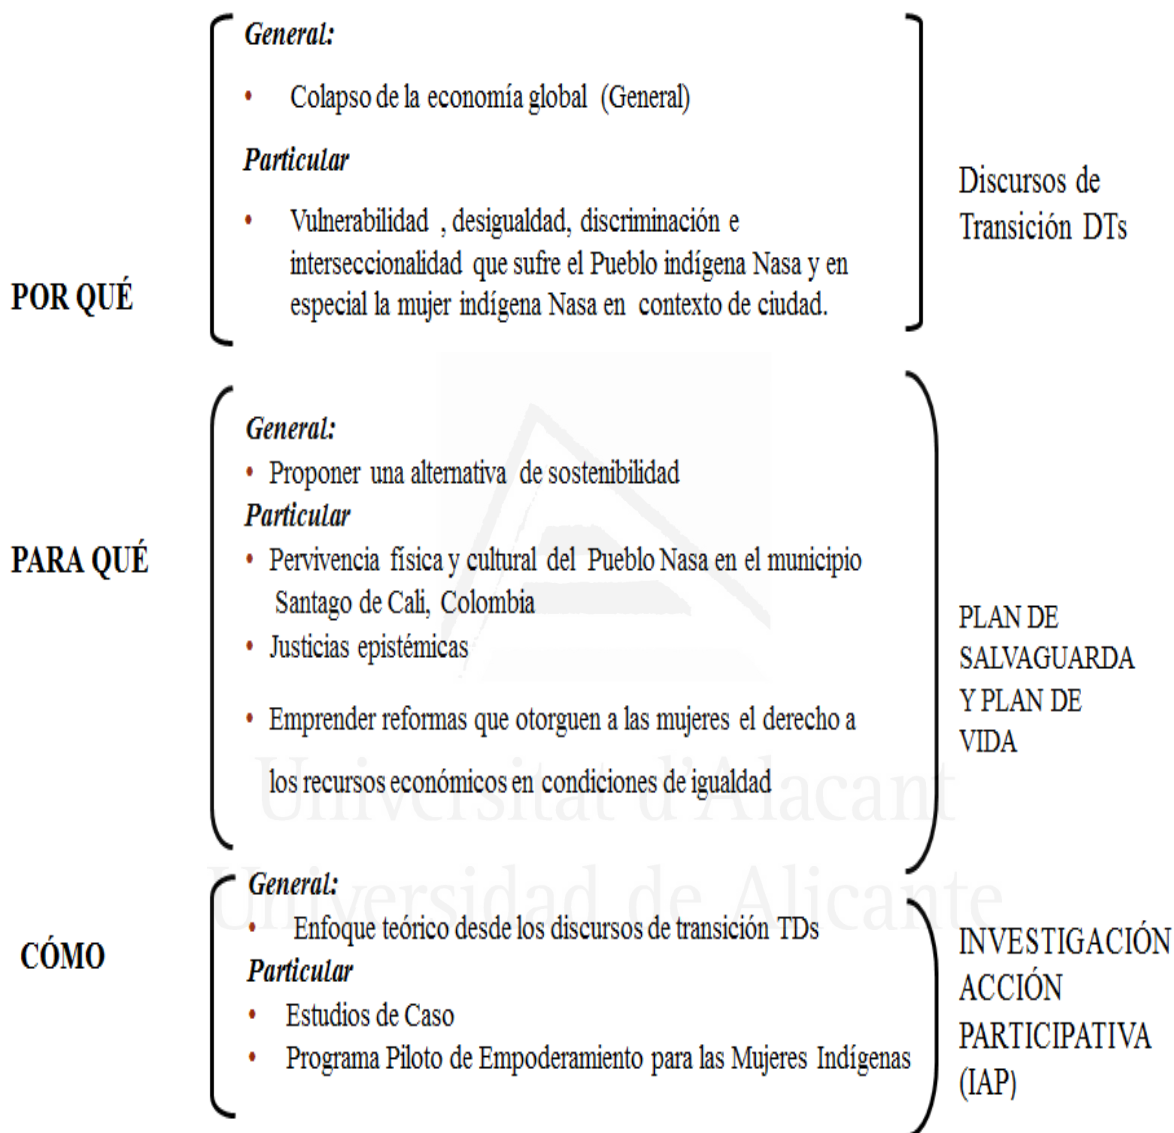 POR QUÉ
General:
• Colapso de la economía global (General)
Particular
• Vulnerabilidad , desigualdad, discriminación e
interseccionalidad que sufre el Pueblo indígena Nasa y en
especial la mujer indígena Nasa en contexto de ciudad.
Discursos de
Transición DTs
PARA QUÉ
General:
• Proponer una alternativa de sostenibilidad
Particular
• Pervivencia física y cultural del Pueblo Nasa en el municipio
Santago de Cali, Colombia
• Justicias epistémicas
• Emprender reformas que otorguen a las mujeres el derecho a
los recursos económicos en condiciones de igualdad
PLAN DE
SALVAGUARDA
Y PLAN DE
VIDA
CÓMO
General:
• Enfoque teórico desde los discursos de transición TDs
Particular
• Estudios de Caso
• Programa Piloto de Empoderamiento para las Mujeres Indígenas
INVESTIGACIÓN
ACCIÓN
PARTICIPATIVA
(IAP)
Universitat d'Alacant
Universidad de Alicante